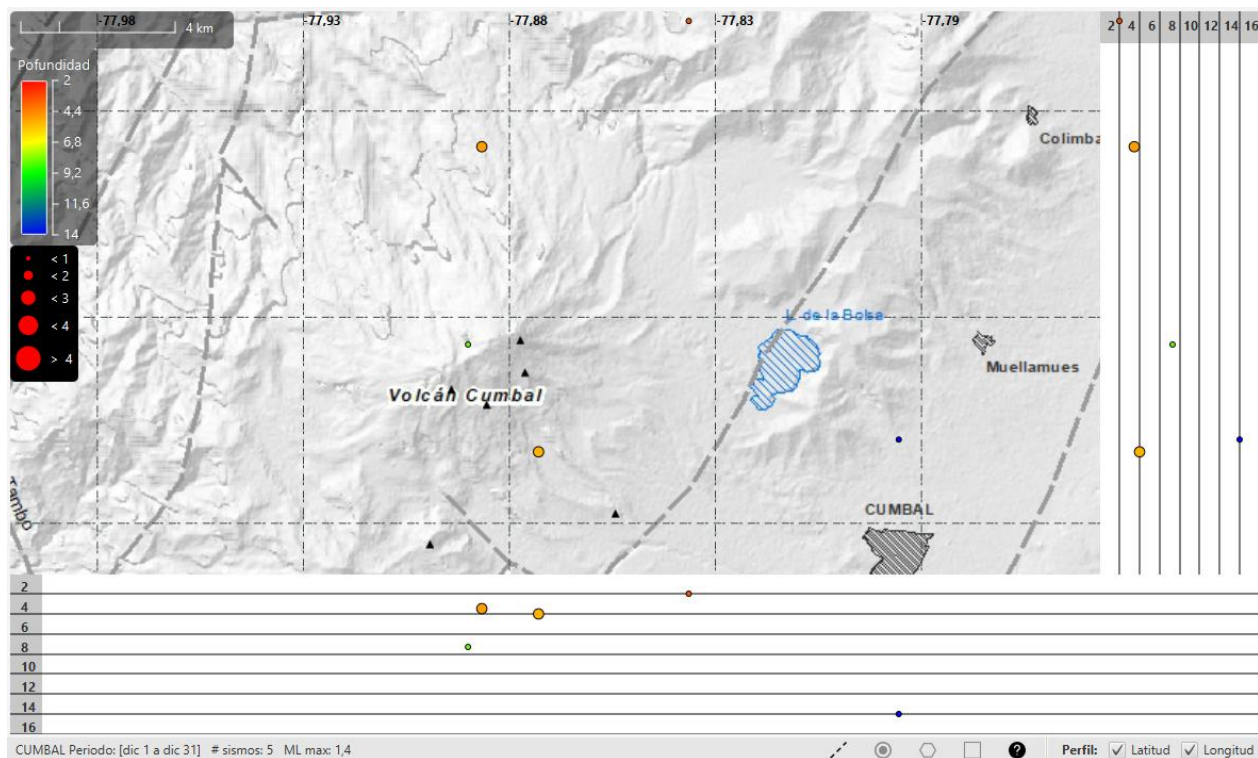 -77,98 -77,93 -77,88 -77,83 -77,79
4 km
2 4 6 8 10 12 14 16
Pofundidad
2
4,4
6,8
9,2
11,6
14
< 1
< 2
< 3
< 4
> 4
Colimba
L. de la Bolsa
Muellamues
Volcán Cumbal
CUMBAL
Tambo
2
4
6
8
10
12
14
16
CUMBAL Periodo: [dic 1 a dic 31] # sismos: 5 ML max: 1,4 ? Perfil: Latitud Longitud